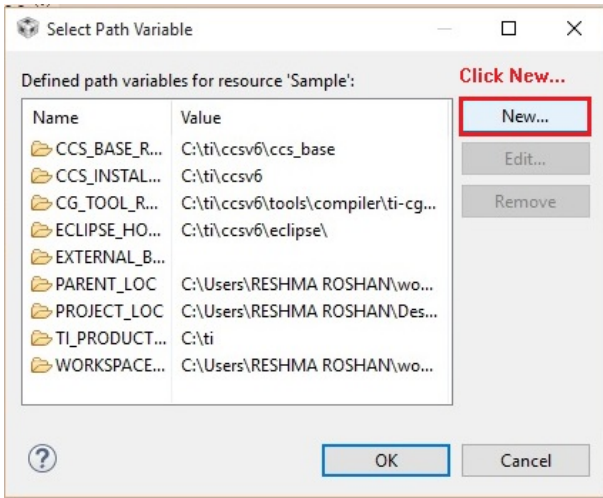 Select Path Variable
Defined path variables for resource 'Sample':
Click New...
Name Value
New...
CCS_BASE_R... C:\ti\ccsv6\ccs_base
Edit...
CCS_INSTAL... C:\ti\ccsv6
CG_TOOL_R... C:\ti\ccsv6\tools\compiler\ti-cg...
Remove
ECLIPSE_HO... C:\ti\ccsv6\eclipse\
EXTERNAL_B...
PARENT_LOC C:\Users\RESHMA ROSHAN\wo...
PROJECT_LOC C:\Users\RESHMA ROSHAN\Des...
TI_PRODUCT... C:\ti
WORKSPACE... C:\Users\RESHMA ROSHAN\wo...
?
OK
Cancel